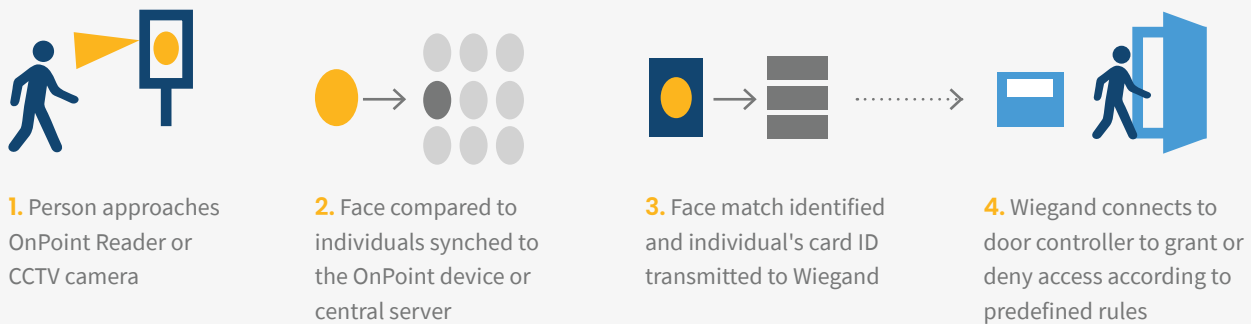 1. Person approaches
OnPoint Reader or
CCTV camera
2. Face compared to
individuals synched to
the OnPoint device or
central server
3. Face match identified
and individual's card ID
transmitted to Wiegand
4. Wiegand connects to
door controller to grant or
deny access according to
predefined rules